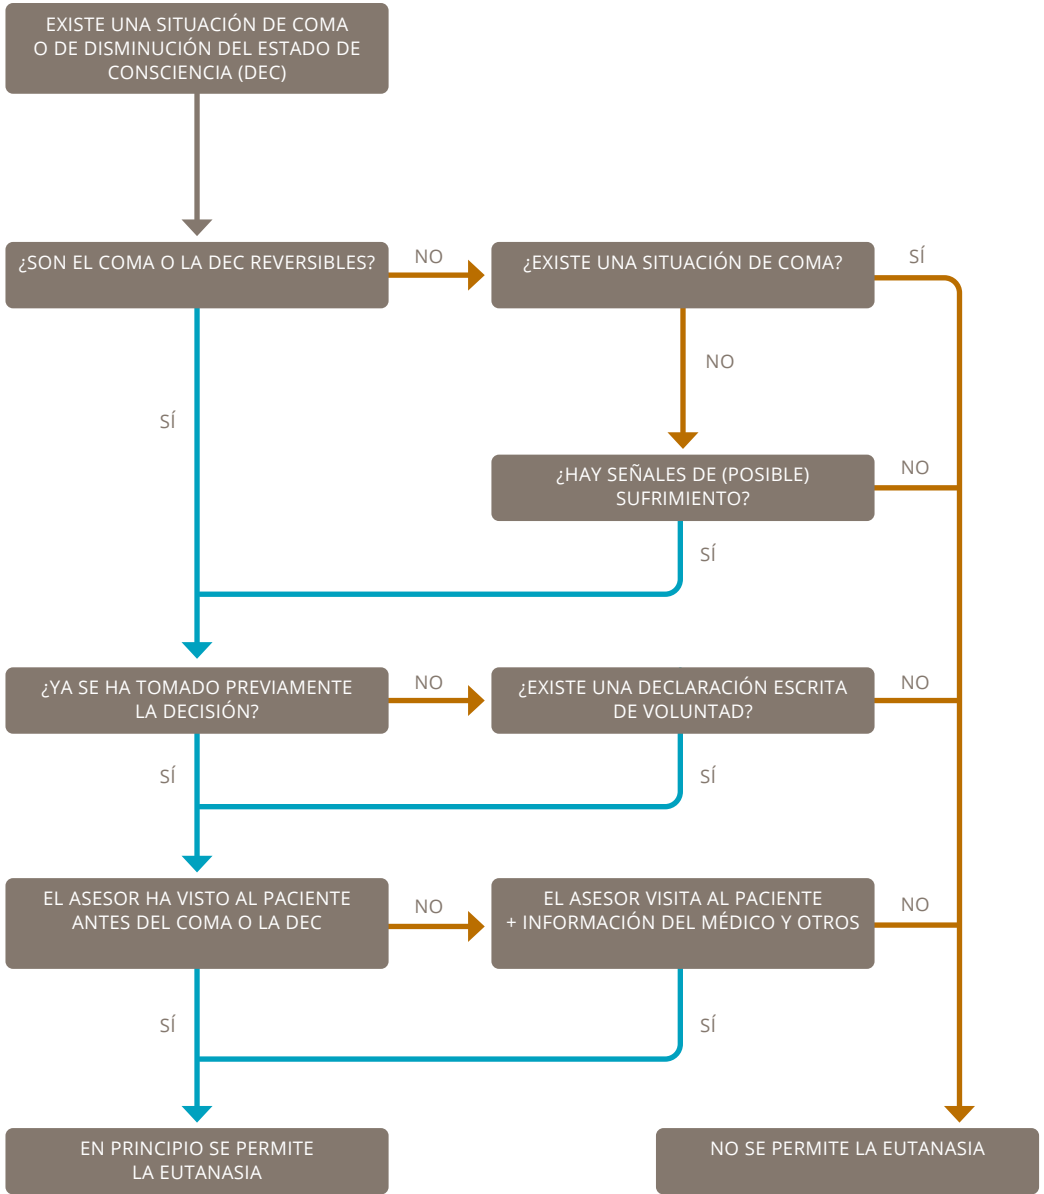 EXISTE UNA SITUACIÓN DE COMA
O DE DISMINUCIÓN DEL ESTADO DE
CONSCIENCIA (DEC)
¿SON EL COMA O LA DEC REVERSIBLES?
NO
¿EXISTE UNA SITUACIÓN DE COMA?
SÍ
NO
SÍ
¿HAY SEÑALES DE (POSIBLE)
SUFRIMIENTO?
NO
SÍ
¿YA SE HA TOMADO PREVIAMENTE
LA DECISIÓN?
NO
¿EXISTE UNA DECLARACIÓN ESCRITA
DE VOLUNTAD?
NO
SÍ
SÍ
EL ASESOR HA VISTO AL PACIENTE
ANTES DEL COMA O LA DEC
NO
EL ASESOR VISITA AL PACIENTE
+ INFORMACIÓN DEL MÉDICO Y OTROS
NO
SÍ
SÍ
EN PRINCIPIO SE PERMITE
LA EUTANASIA
NO SE PERMITE LA EUTANASIA